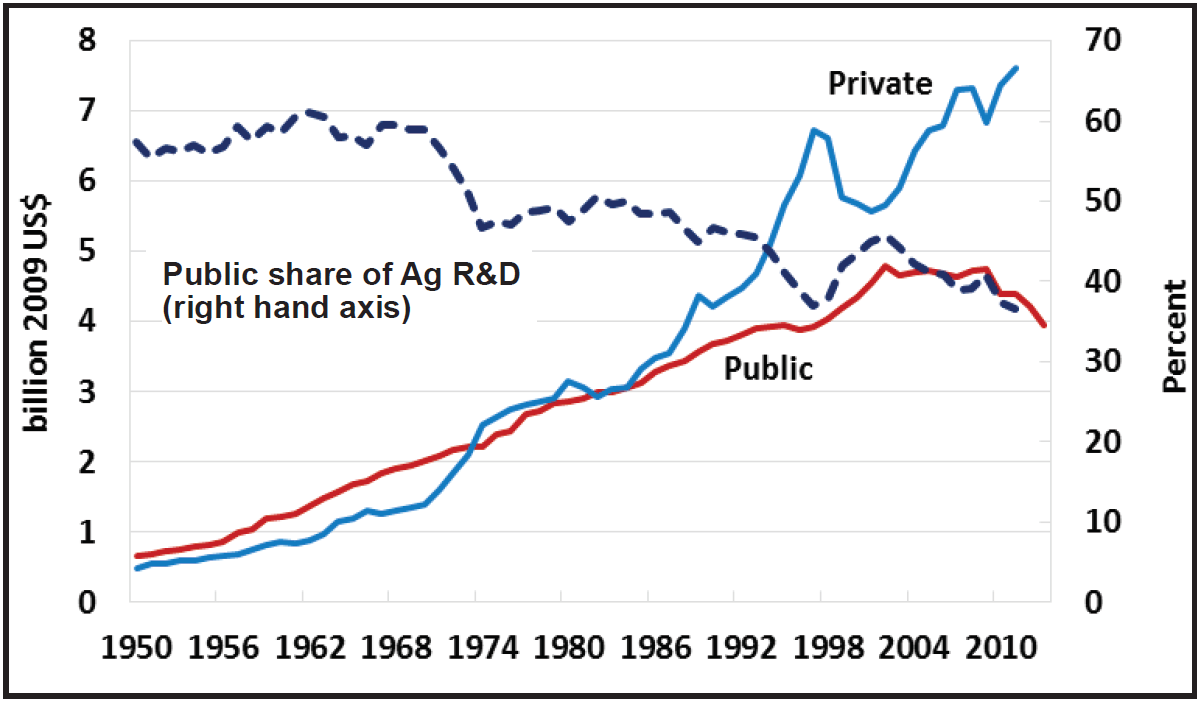 billion 2009 US$
8
7
6
5
4
3
2
1
0
Private
Public share of Ag R&D
(right hand axis)
Public
70
60
50
40
30
20
10
0
Percent
1950 1956 1962 1968 1974 1980 1986 1992 1998 2004 2010